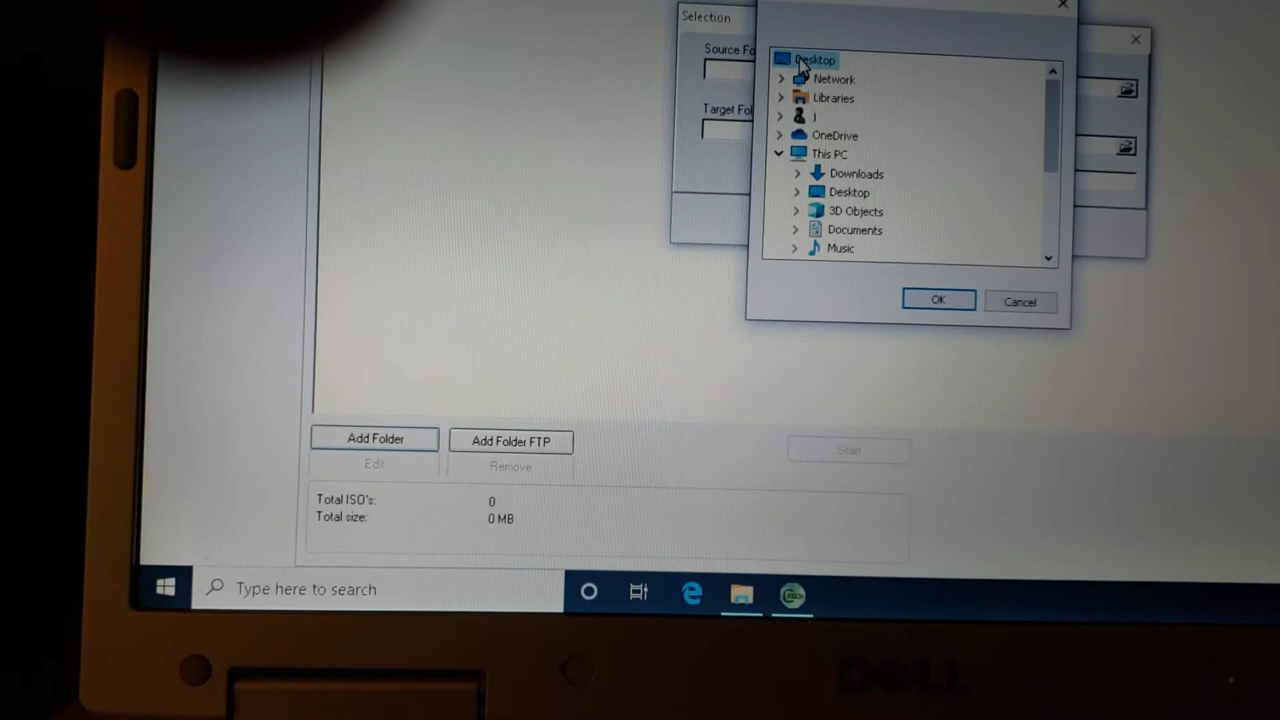 Selection
Source Fo
Target Fol
Desktop
Network
Libraries
J
OneDrive
This PC
Downloads
Desktop
3D Objects
Documents
Music
OK
Cancel
Add Folder
Add Folder FTP
Start
Edit
Remove
Total ISO's:
0
Total size:
0 MB
Type here to search
DELL